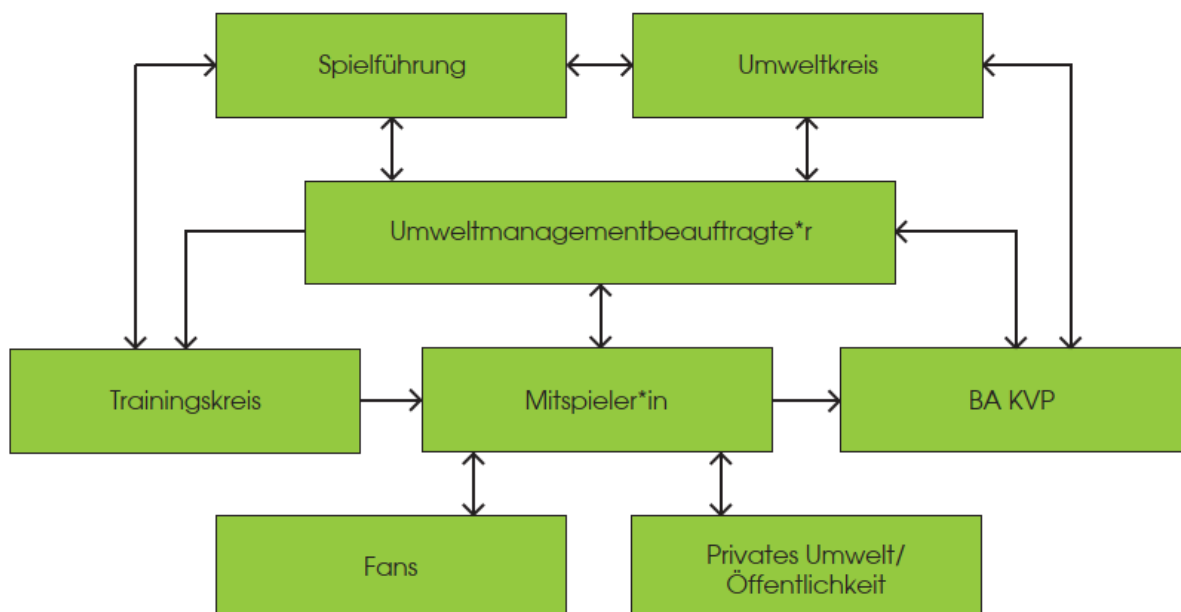 Spielführung
Umweltkreis
Umweltmanagementbeauftragte*r
Trainingskreis
Mitspieler*in
BA KVP
Fans
Privates Umwelt/
Öffentlichkeit